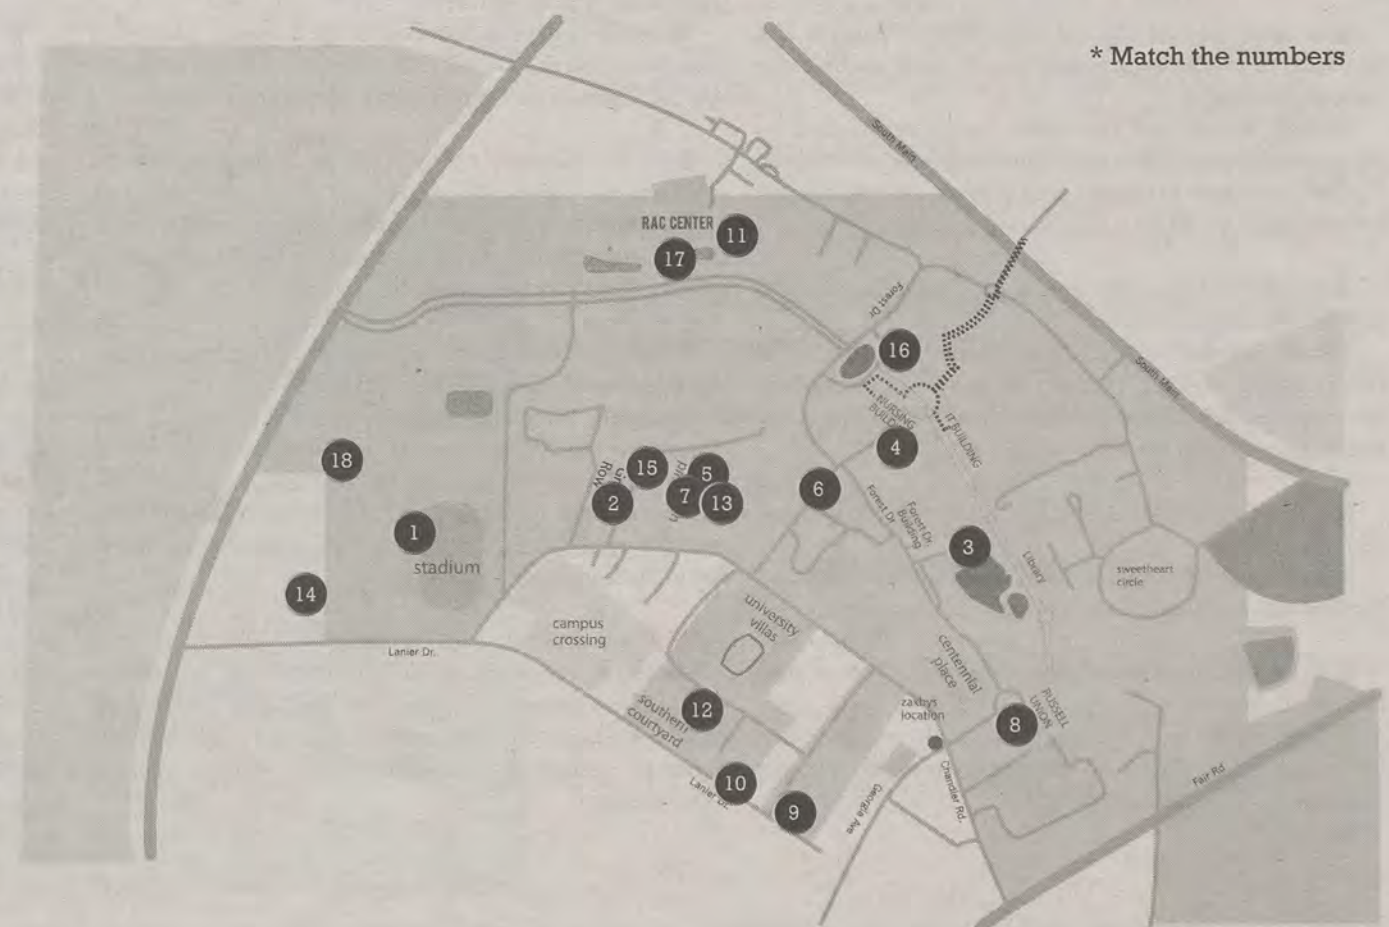 * Match the numbers
South Main
RAC CENTER
11
17
Forest Dr
16
South Main
NURSING
BUILD
IT BUILDING
4
18
ROW
15
5
7
13
2
6
Forest Dr
Forest Dr.
Building
1
stadium
3
Library
sweetheart
circle
14
campus
crossing
university
villas
Lanier Dr.
centennial
place
southern
courtyard
12
zaxbys
location
RUSSELL
UNION
8
10
Lanier Dr.
9
Georgia Ave
Chandler Rd.
Fair Rd